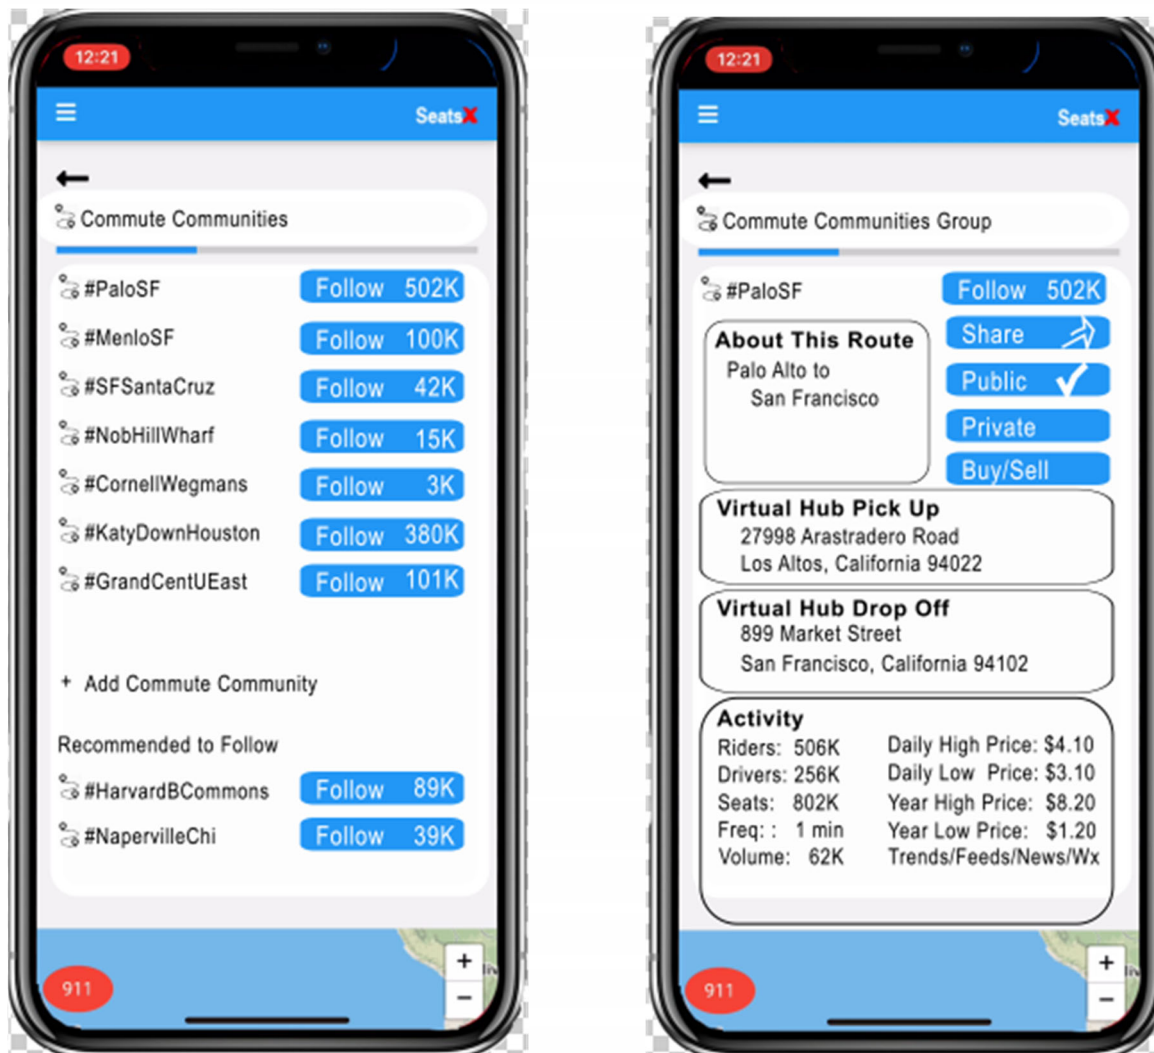 12:21
SeatsX
Commute Communities
#PaloSF Follow 502K
#MenloSF Follow 100K
#SFSantaCruz Follow 42K
#NobHillWharf Follow 15K
#CornellWegmans Follow 3K
#KatyDownHouston Follow 380K
#GrandCentUEast Follow 101K
+ Add Commute Community
Recommended to Follow
#HarvardBCommons Follow 89K
#NapervilleChi Follow 39K
911
+
−
12:21
SeatsX
Commute Communities Group
#PaloSF Follow 502K
Share
Public
Private
Buy/Sell
About This Route
Palo Alto to
San Francisco
Virtual Hub Pick Up
27998 Arastradero Road
Los Altos, California 94022
Virtual Hub Drop Off
899 Market Street
San Francisco, California 94102
Activity
Riders: 506K Daily High Price: $4.10
Drivers: 256K Daily Low Price: $3.10
Seats: 802K Year High Price: $8.20
Freq: : 1 min Year Low Price: $1.20
Volume: 62K Trends/Feeds/News/Wx
911
+
−